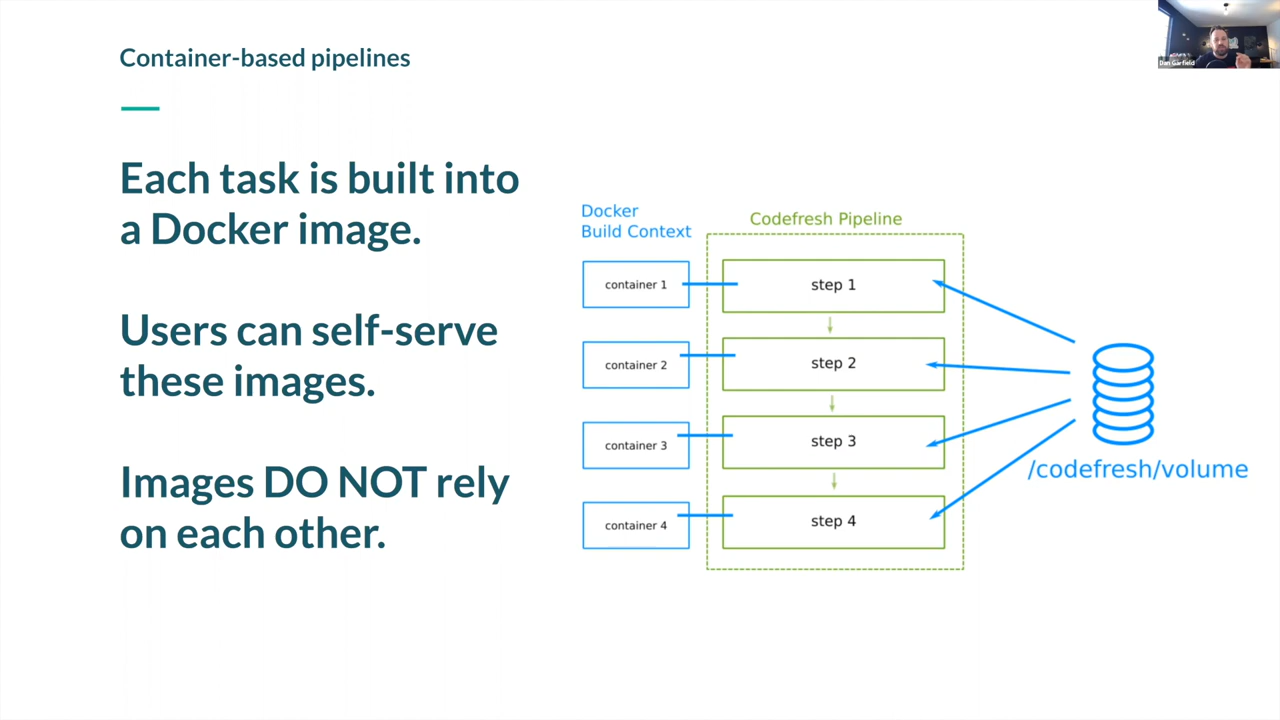 Container-based pipelines
Dan Garfield
Each task is built into
a Docker image.
Users can self-serve
these images.
Images DO NOT rely
on each other.
Docker
Build Context
Codefresh Pipeline
container 1
step 1
container 2
step 2
container 3
step 3
container 4
step 4
/codefresh/volume